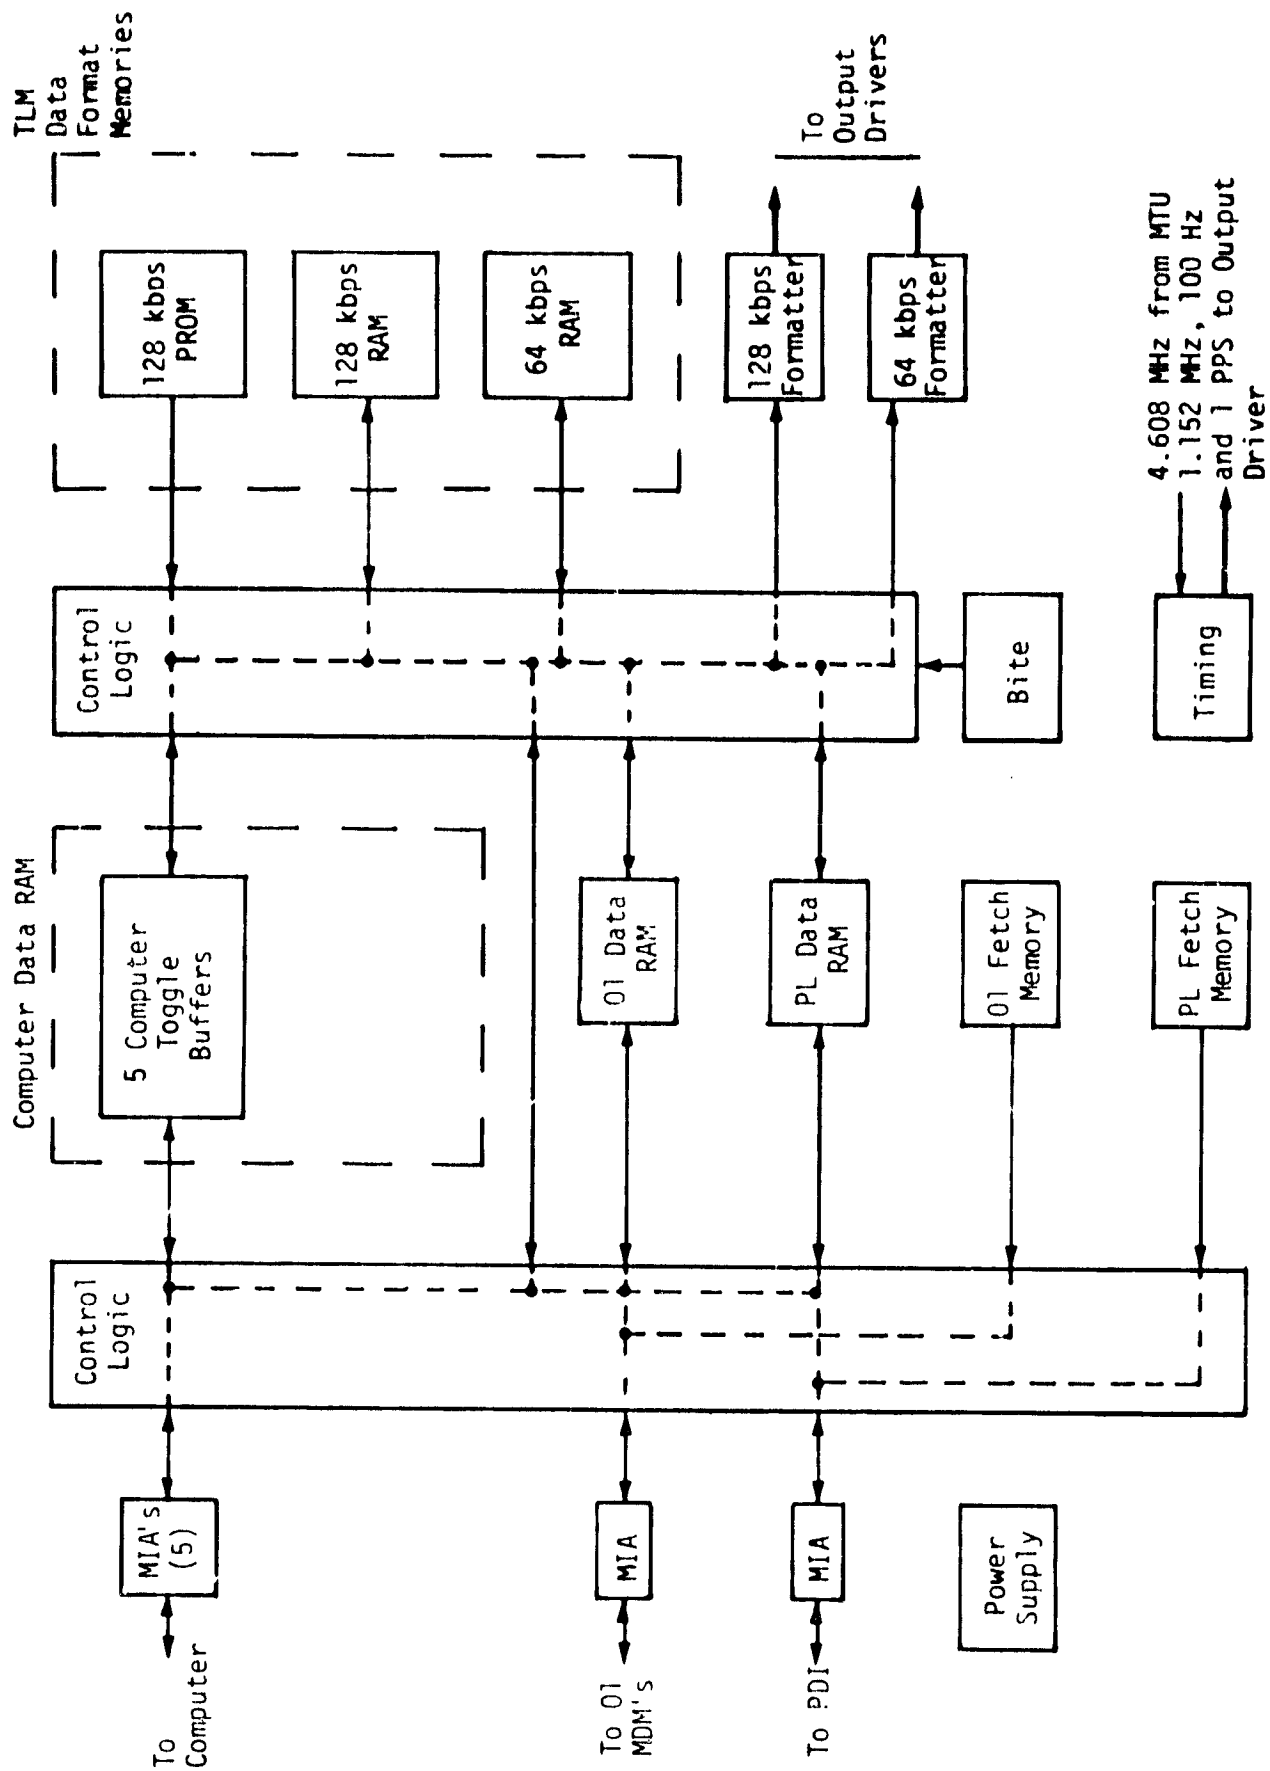 To
Computer
MIA's
(5)
Control
Logic
Computer Data RAM
5 Computer
Toggle
Buffers
Control
Logic
128 kbps
PROM
128 kbps
RAM
64 kbps
RAM
TLM
Data
Format
Memories
To OI
MDM's
MIA
OI Data
RAM
To PDI
MIA
PL Data
RAM
128 kbps
Formatter
64 kbps
Formatter
To
Output
Drivers
Power
Supply
OI Fetch
Memory
Bite
PL Fetch
Memory
Timing
4.608 MHz from MTU
1.152 MHz, 100 Hz
and 1 PPS to Output
Driver